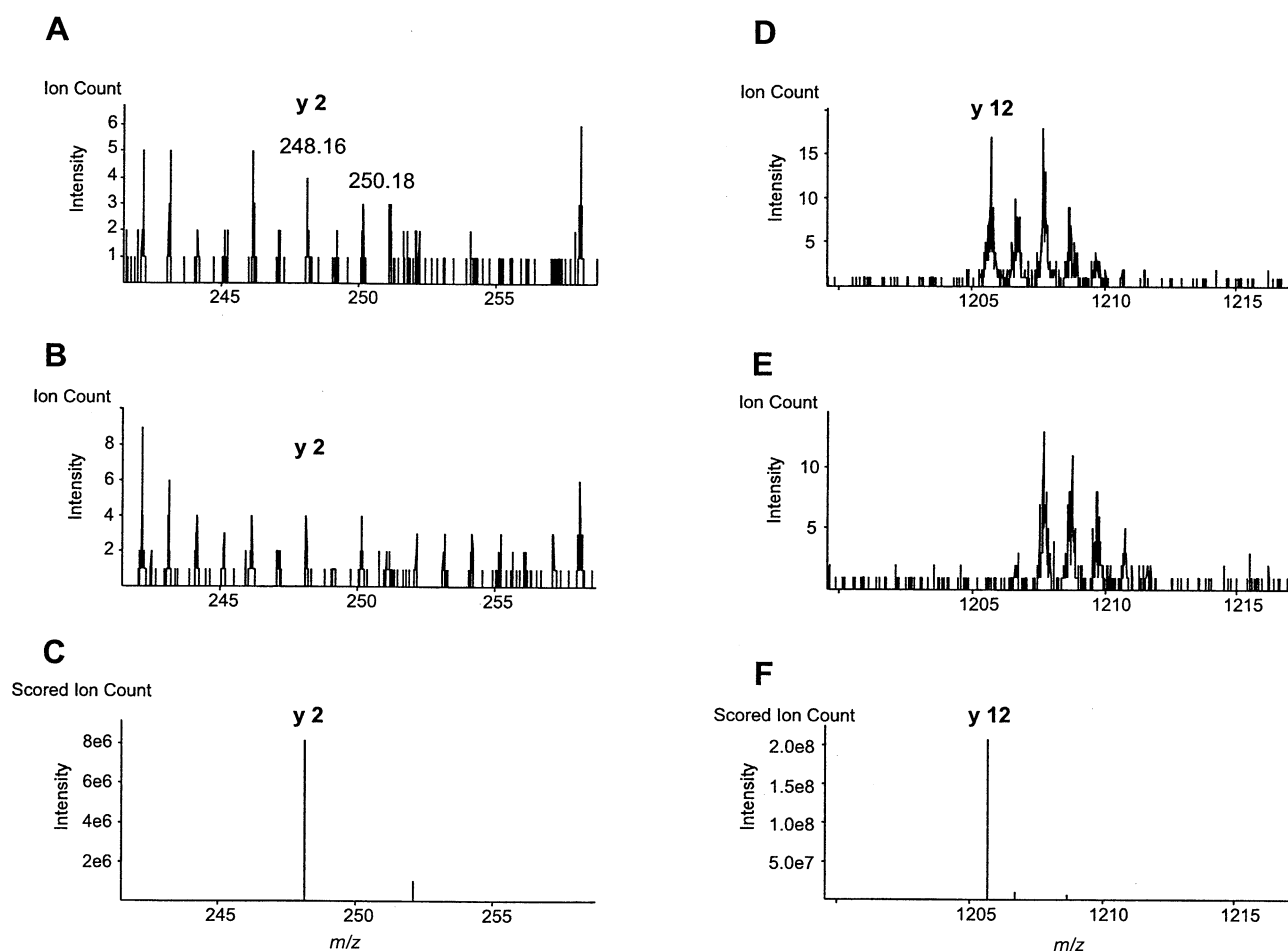 A
Ion Count
y 2
248.16
250.18
Intensity
6
5
4
3
2
1
245
250
255
B
Ion Count
y 2
Intensity
8
6
4
2
245
250
255
C
Scored Ion Count
y 2
Intensity
8e6
6e6
4e6
2e6
245
250
255
m/z
D
Ion Count
y 12
Intensity
15
10
5
1205
1210
1215
E
Ion Count
Intensity
10
5
1205
1210
1215
F
Scored Ion Count
y 12
Intensity
2.0e8
1.5e8
1.0e8
5.0e7
1205
1210
1215
m/z